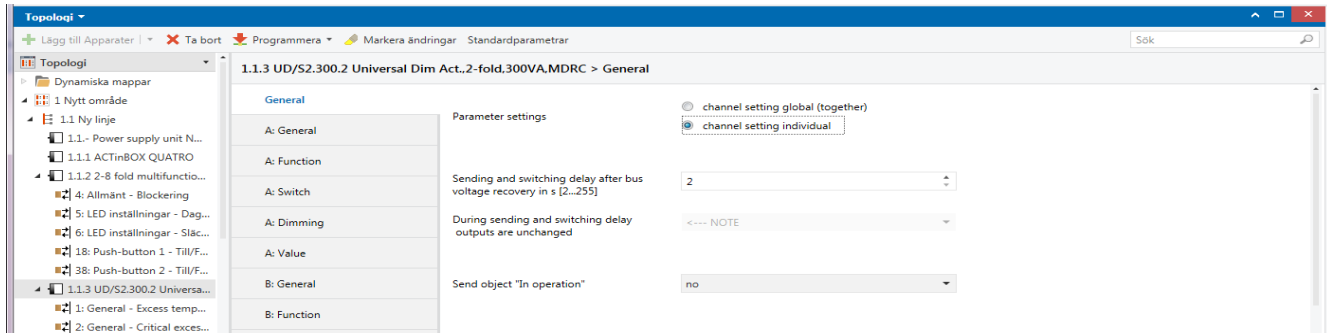 Topologi
Lägg till Apparater
Ta bort
Programmera
Markera ändringar
Standardparametrar
Sök
Topologi
Dynamiska mappar
1 Nytt område
1.1 Ny linje
1.1.- Power supply unit N...
1.1.1 ACTinBOX QUATRO
1.1.2 2-8 fold multifunctio...
4: Allmänt - Blockering
5: LED inställningar - Dag...
6: LED inställningar - Släc...
18: Push-button 1 - Till/F...
38: Push-button 2 - Till/F...
1.1.3 UD/S2.300.2 Universa...
1: General - Excess temp...
2: General - Critical exces...
1.1.3 UD/S2.300.2 Universal Dim Act.,2-fold,300VA,MDRC > General
General
A: General
A: Function
A: Switch
A: Dimming
A: Value
B: General
B: Function
Parameter settings
channel setting global (together)
channel setting individual
Sending and switching delay after bus
voltage recovery in s [2...255]
2
During sending and switching delay
outputs are unchanged
<--- NOTE
Send object "In operation"
no